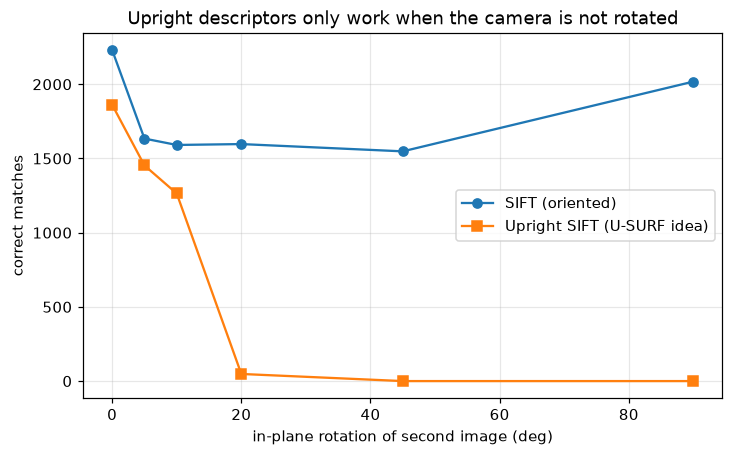 Upright descriptors only work when the camera is not rotated
correct matches
2000
1500
1000
500
0
SIFT (oriented)
Upright SIFT (U-SURF idea)
0 20 40 60 80
in-plane rotation of second image (deg)